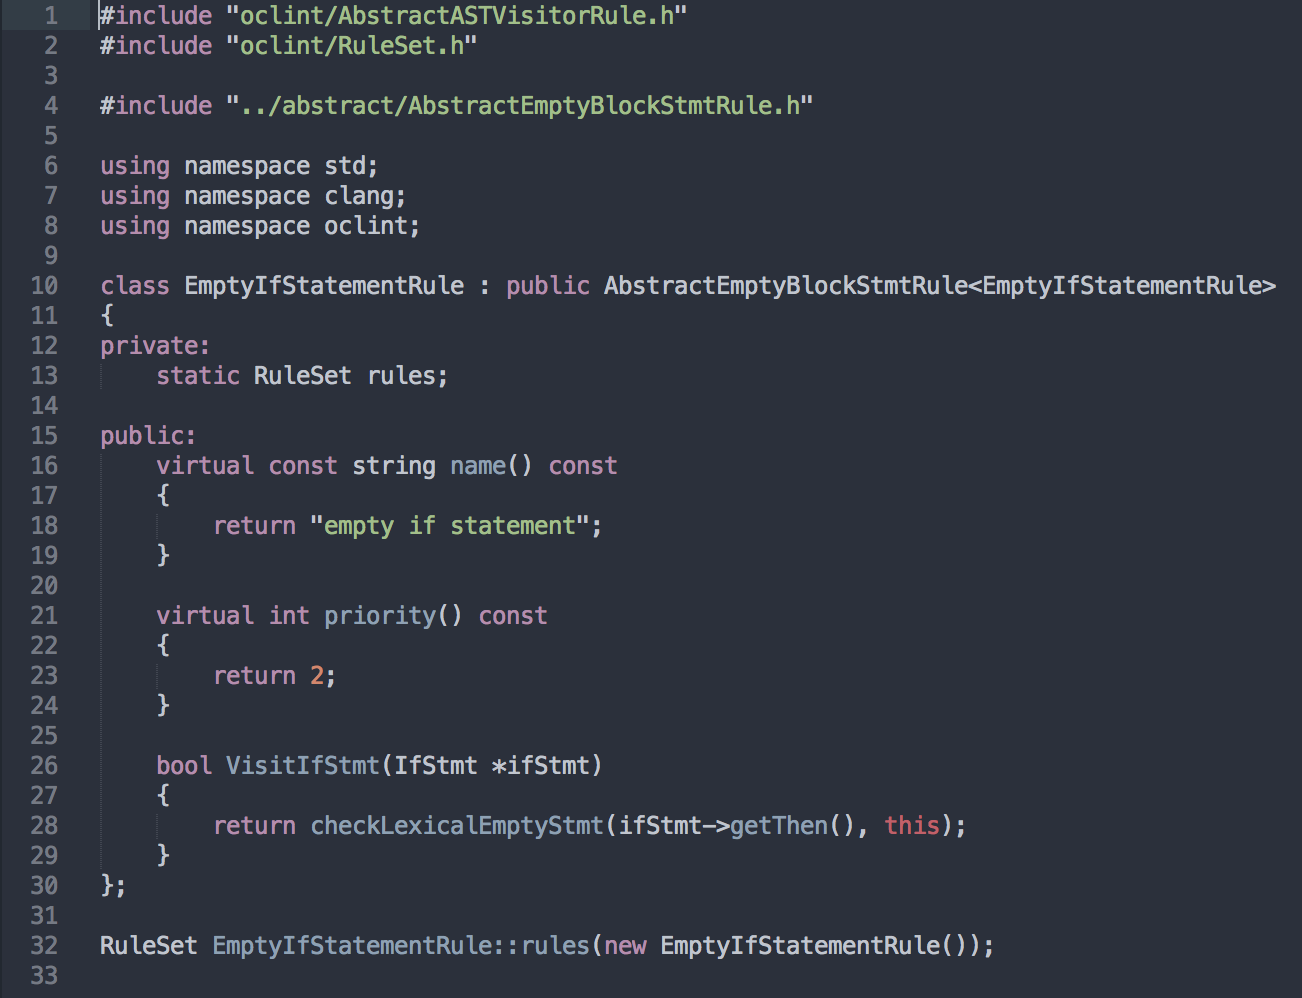 1 #include "oclint/AbstractASTVisitorRule.h"
2 #include "oclint/RuleSet.h"
3
4 #include "../abstract/AbstractEmptyBlockStmtRule.h"
5
6 using namespace std;
7 using namespace clang;
8 using namespace oclint;
9
10 class EmptyIfStatementRule : public AbstractEmptyBlockStmtRule<EmptyIfStatementRule>
11 {
12 private:
13     static RuleSet rules;
14
15 public:
16     virtual const string name() const
17     {
18         return "empty if statement";
19     }
20
21     virtual int priority() const
22     {
23         return 2;
24     }
25
26     bool VisitIfStmt(IfStmt *ifStmt)
27     {
28         return checkLexicalEmptyStmt(ifStmt->getThen(), this);
29     }
30 };
31
32 RuleSet EmptyIfStatementRule::rules(new EmptyIfStatementRule());
33